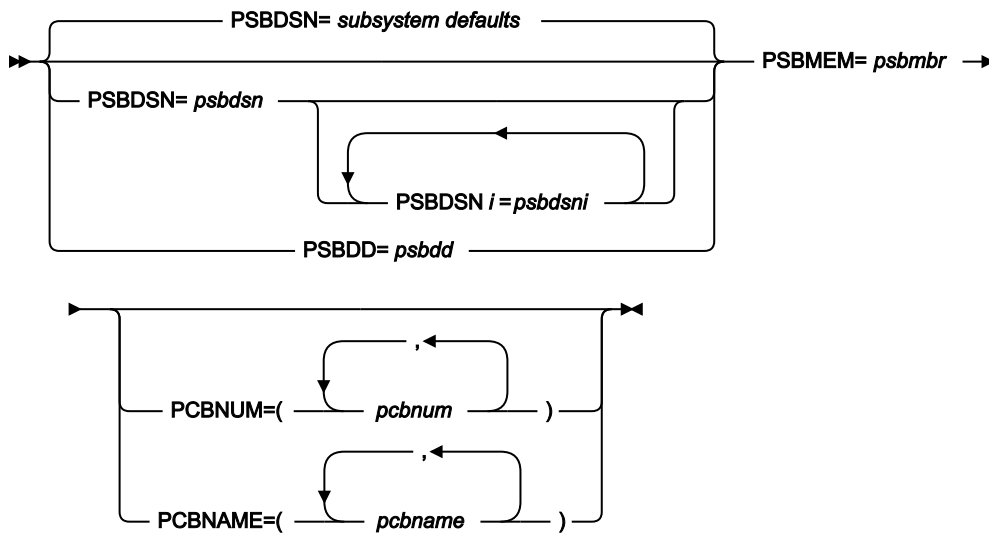 PSBDSN= subsystem defaults
PSBMEM= psbmbr
PSBDSN= psbdsn
PSBDSN i =psbdsni
PSBDD= psbdd
,
PCBNUM=( pcbnum )
,
PCBNAME=( pcbname )